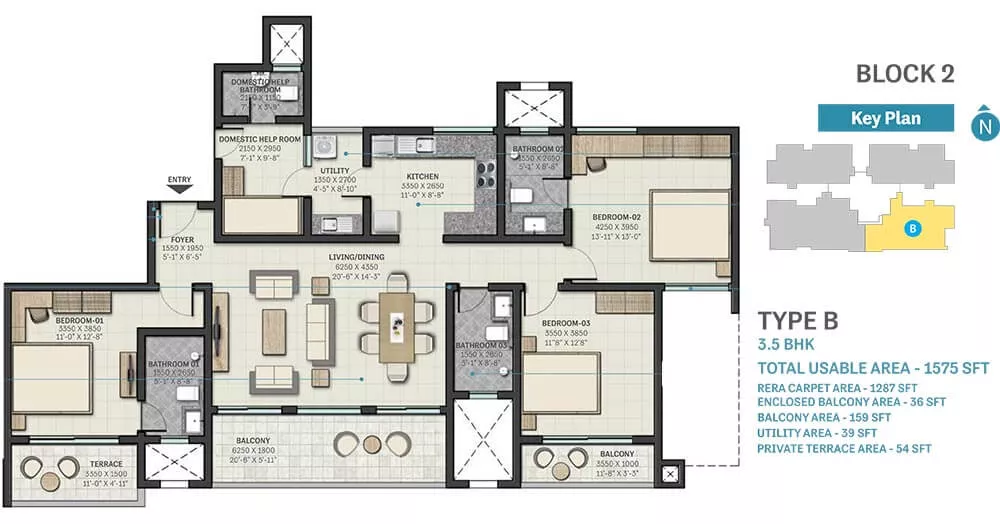 BLOCK 2
Key Plan
N
B
TYPE B
3.5 BHK
TOTAL USABLE AREA - 1575 SFT
RERA CARPET AREA - 1287 SFT
ENCLOSED BALCONY AREA - 36 SFT
BALCONY AREA - 159 SFT
UTILITY AREA - 39 SFT
PRIVATE TERRACE AREA - 54 SFT
DOMESTIC HELP
BATHROOM
2150 X 1150
DOMESTIC HELP ROOM
2150 X 2950
7'-1" X 9'-8"
UTILITY
1350 X 2700
4'-5" X 8'-10"
KITCHEN
3350 X 2650
11'-0" X 8'-8"
BATHROOM 02
1550 X 2650
5'-1" X 8'-8"
BEDROOM-02
4250 X 3950
13'-11" X 13'-0"
ENTRY
FOYER
1550 X 1950
5'-1" X 6'-5"
LIVING/DINING
6250 X 4350
20'-6" X 14'-3"
BEDROOM-01
3350 X 3850
11'-0" X 12'-8"
BATHROOM 01
1550 X 2650
5'-1" X 8'-8"
BATHROOM 03
1550 X 2650
5'-1" X 8'-8"
BEDROOM-03
3550 X 3850
11'8" X 12'8"
TERRACE
3350 X 1500
11'-0" X 4'-11"
BALCONY
6250 X 1800
20'-6" X 5'-11"
BALCONY
3550 X 1000
11'-8" X 3'-3"